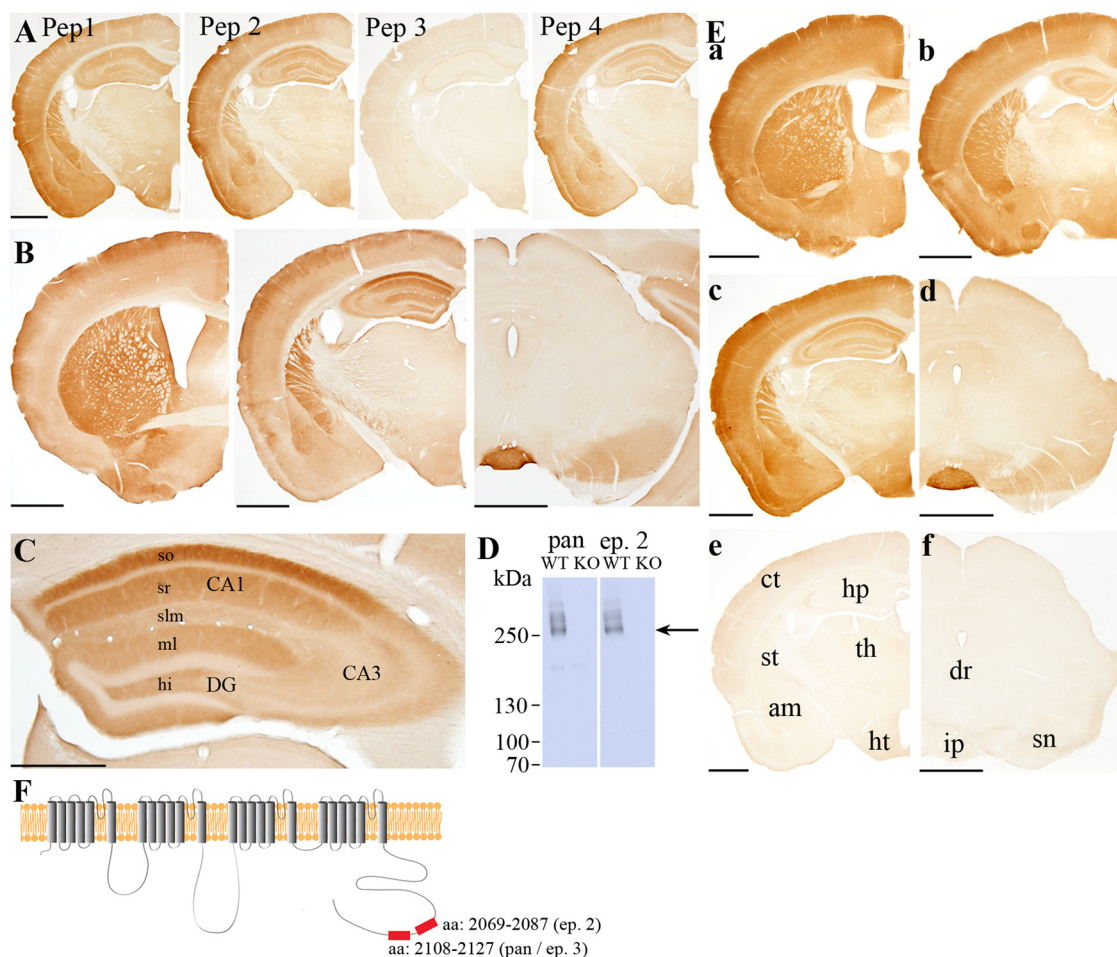 A Pep1 Pep 2 Pep 3 Pep 4
E
a
b
B
c
d
C
so
sr CA1
slm
ml
CA3
hi DG
D pan ep. 2
WT KO WT KO
kDa
250
130
100
70
e
ct
hp
st
th
am
ht
f
dr
ip
sn
F
aa: 2069-2087 (ep. 2)
aa: 2108-2127 (pan / ep. 3)